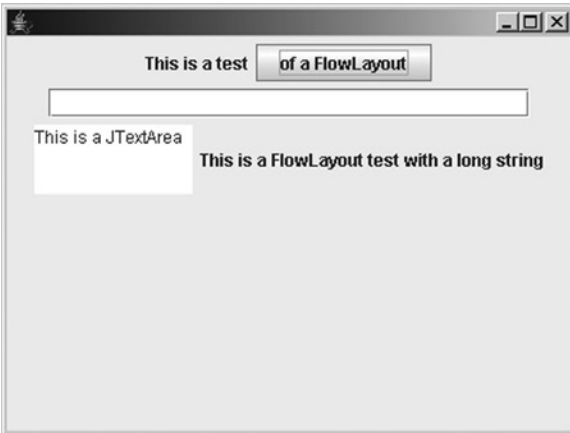 This is a test of a FlowLayout
This is a JTextArea
This is a FlowLayout test with a long string